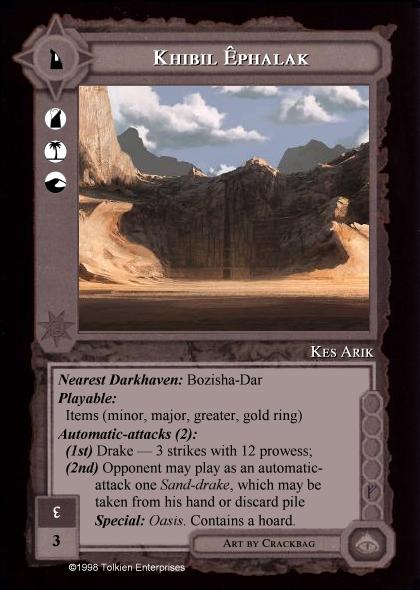 KHIBIL ÊPHALAK
KES ARIK
Nearest Darkhaven: Bozisha-Dar
Playable:
Items (minor, major, greater, gold ring)
Automatic-attacks (2):
(1st) Drake — 3 strikes with 12 prowess;
(2nd) Opponent may play as an automatic-
attack one Sand-drake, which may be
taken from his hand or discard pile
Special: Oasis. Contains a hoard.
3
ART BY CRACKBAG
©1998 Tolkien Enterprises